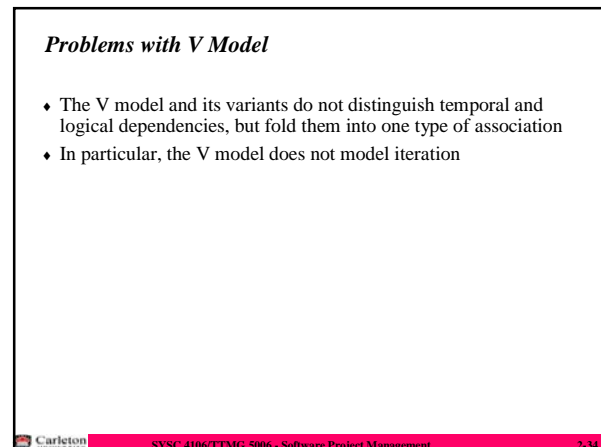 Problems with V Model
♦ The V model and its variants do not distinguish temporal and
logical dependencies, but fold them into one type of association
♦ In particular, the V model does not model iteration
Carleton
SYSC 4106/TTMG 5006 - Software Project Management
2-34